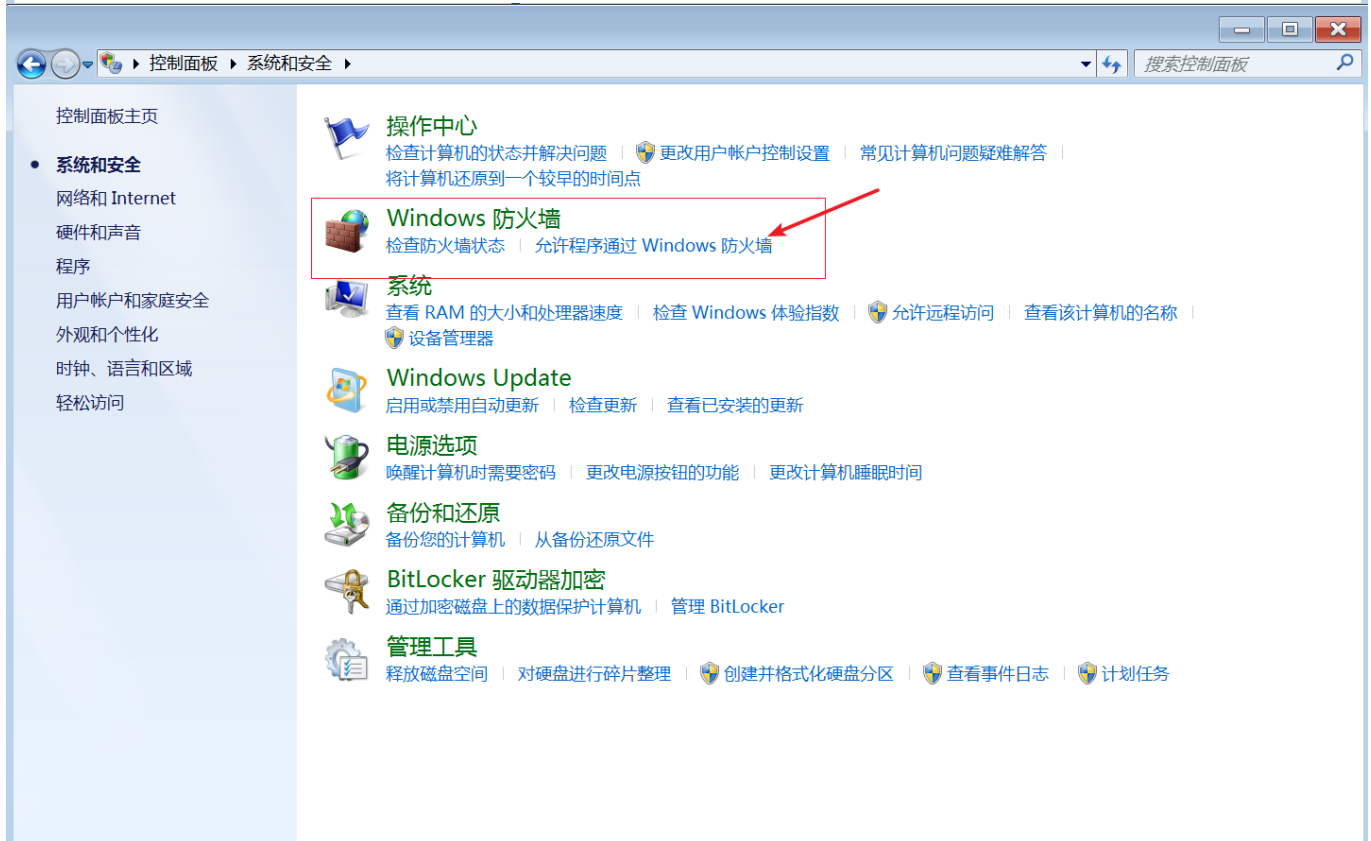 控制面板 系统和安全
搜索控制面板
控制面板主页
系统和安全
网络和 Internet
硬件和声音
程序
用户帐户和家庭安全
外观和个性化
时钟、语言和区域
轻松访问
操作中心
检查计算机的状态并解决问题 更改用户帐户控制设置 常见计算机问题疑难解答
将计算机还原到一个较早的时间点
Windows 防火墙
检查防火墙状态 允许程序通过 Windows 防火墙
系统
查看 RAM 的大小和处理器速度 检查 Windows 体验指数 允许远程访问 查看该计算机的名称
设备管理器
Windows Update
启用或禁用自动更新 检查更新 查看已安装的更新
电源选项
唤醒计算机时需要密码 更改电源按钮的功能 更改计算机睡眠时间
备份和还原
备份您的计算机 从备份还原文件
BitLocker 驱动器加密
通过加密磁盘上的数据保护计算机 管理 BitLocker
管理工具
释放磁盘空间 对硬盘进行碎片整理 创建并格式化硬盘分区 查看事件日志 计划任务